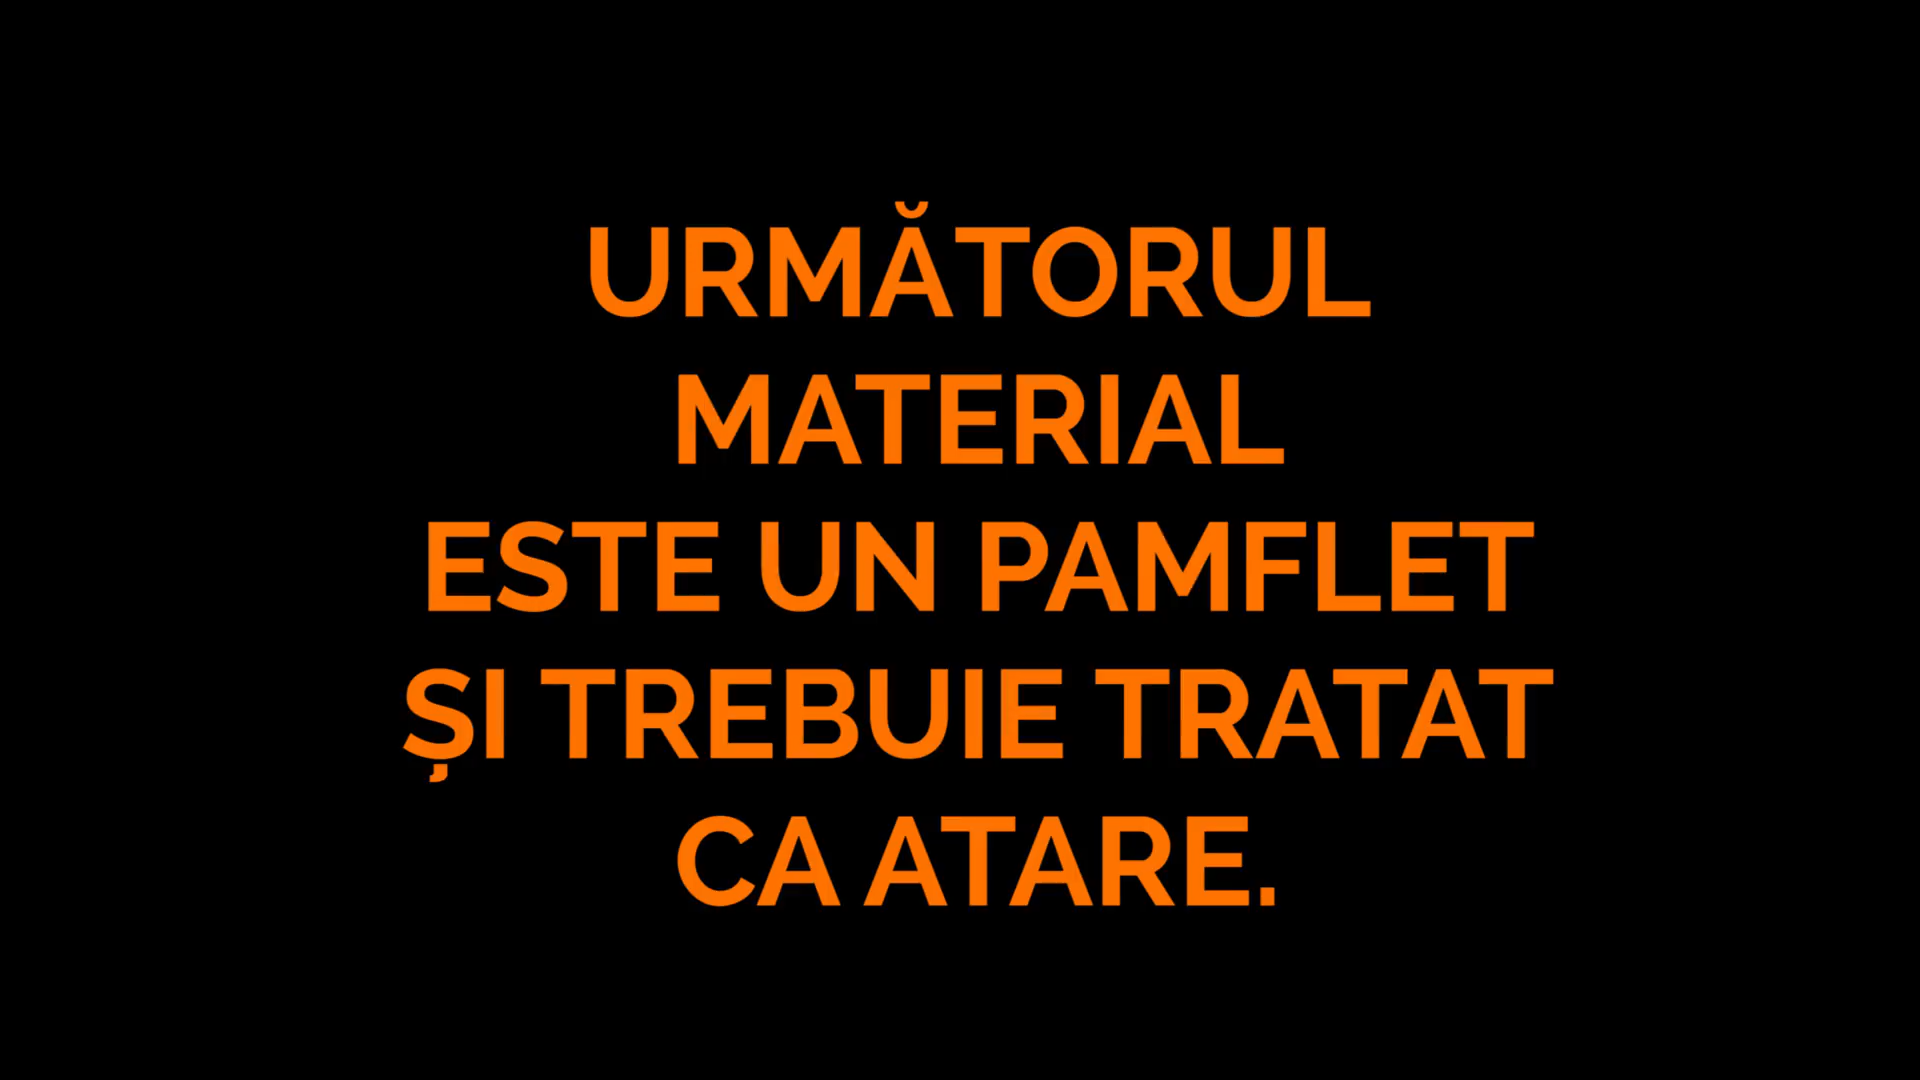 URMĂTORUL
MATERIAL
ESTE UN PAMFLET
ȘI TREBUIE TRATAT
CA ATARE.